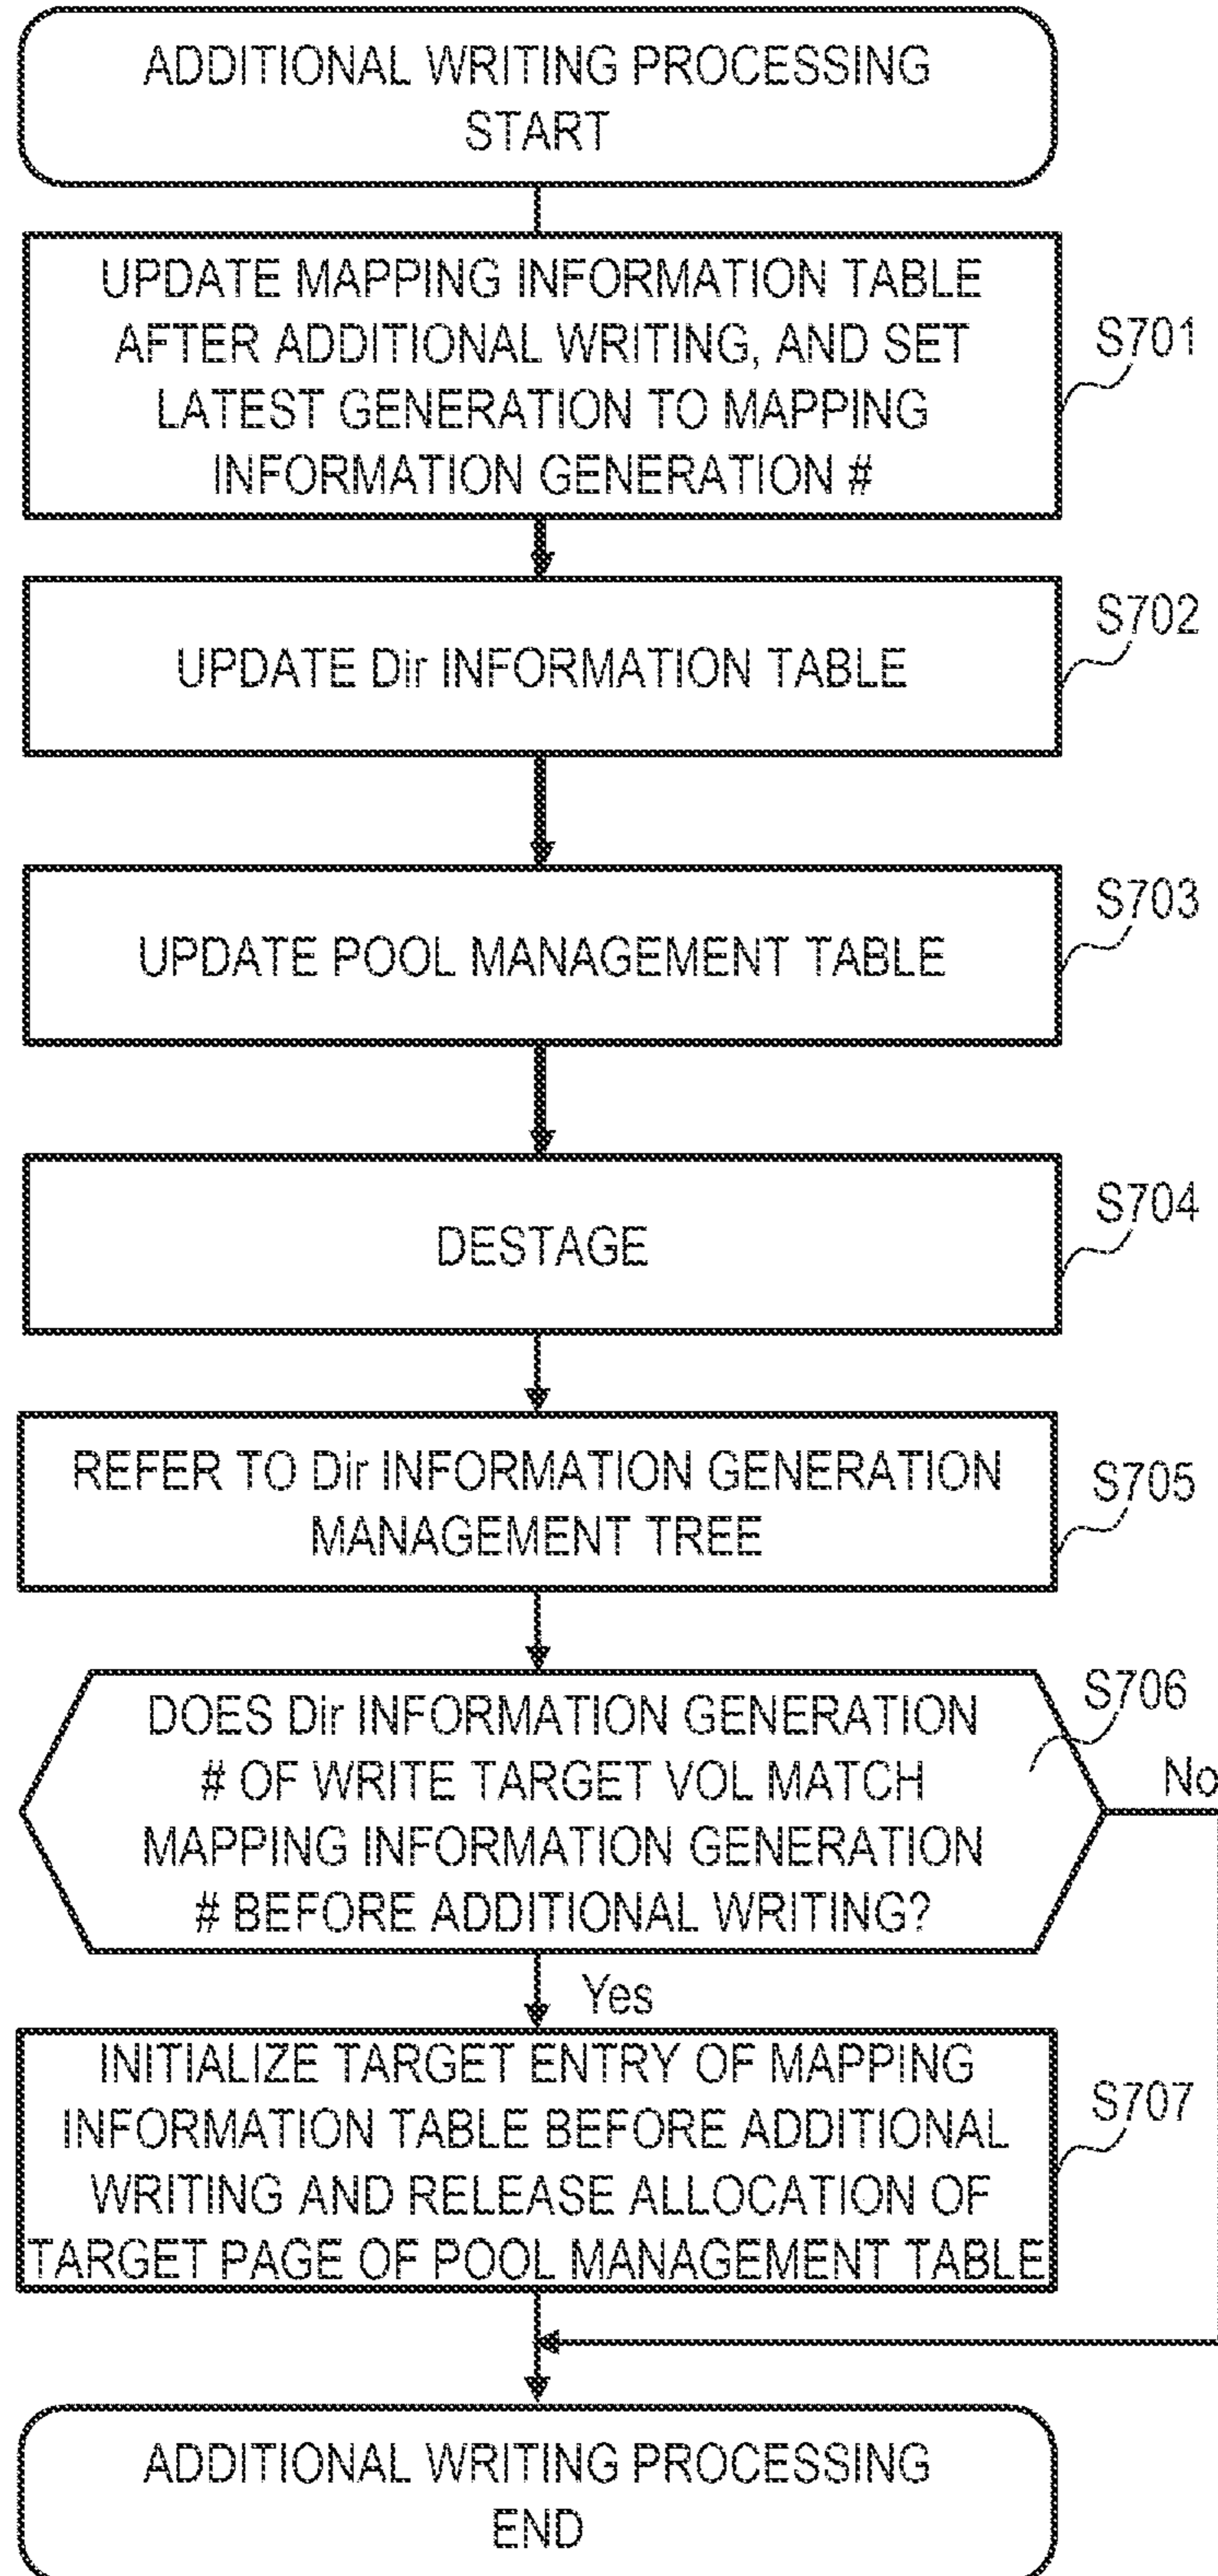 ADDITIONAL WRITING PROCESSING
START
UPDATE MAPPING INFORMATION TABLE
AFTER ADDITIONAL WRITING, AND SET
LATEST GENERATION TO MAPPING
INFORMATION GENERATION #
S701
UPDATE Dir INFORMATION TABLE
S702
UPDATE POOL MANAGEMENT TABLE
S703
DESTAGE
S704
REFER TO Dir INFORMATION GENERATION
MANAGEMENT TREE
S705
DOES Dir INFORMATION GENERATION
# OF WRITE TARGET VOL MATCH
MAPPING INFORMATION GENERATION
# BEFORE ADDITIONAL WRITING?
S706
No
Yes
INITIALIZE TARGET ENTRY OF MAPPING
INFORMATION TABLE BEFORE ADDITIONAL
WRITING AND RELEASE ALLOCATION OF
TARGET PAGE OF POOL MANAGEMENT TABLE
S707
ADDITIONAL WRITING PROCESSING
END